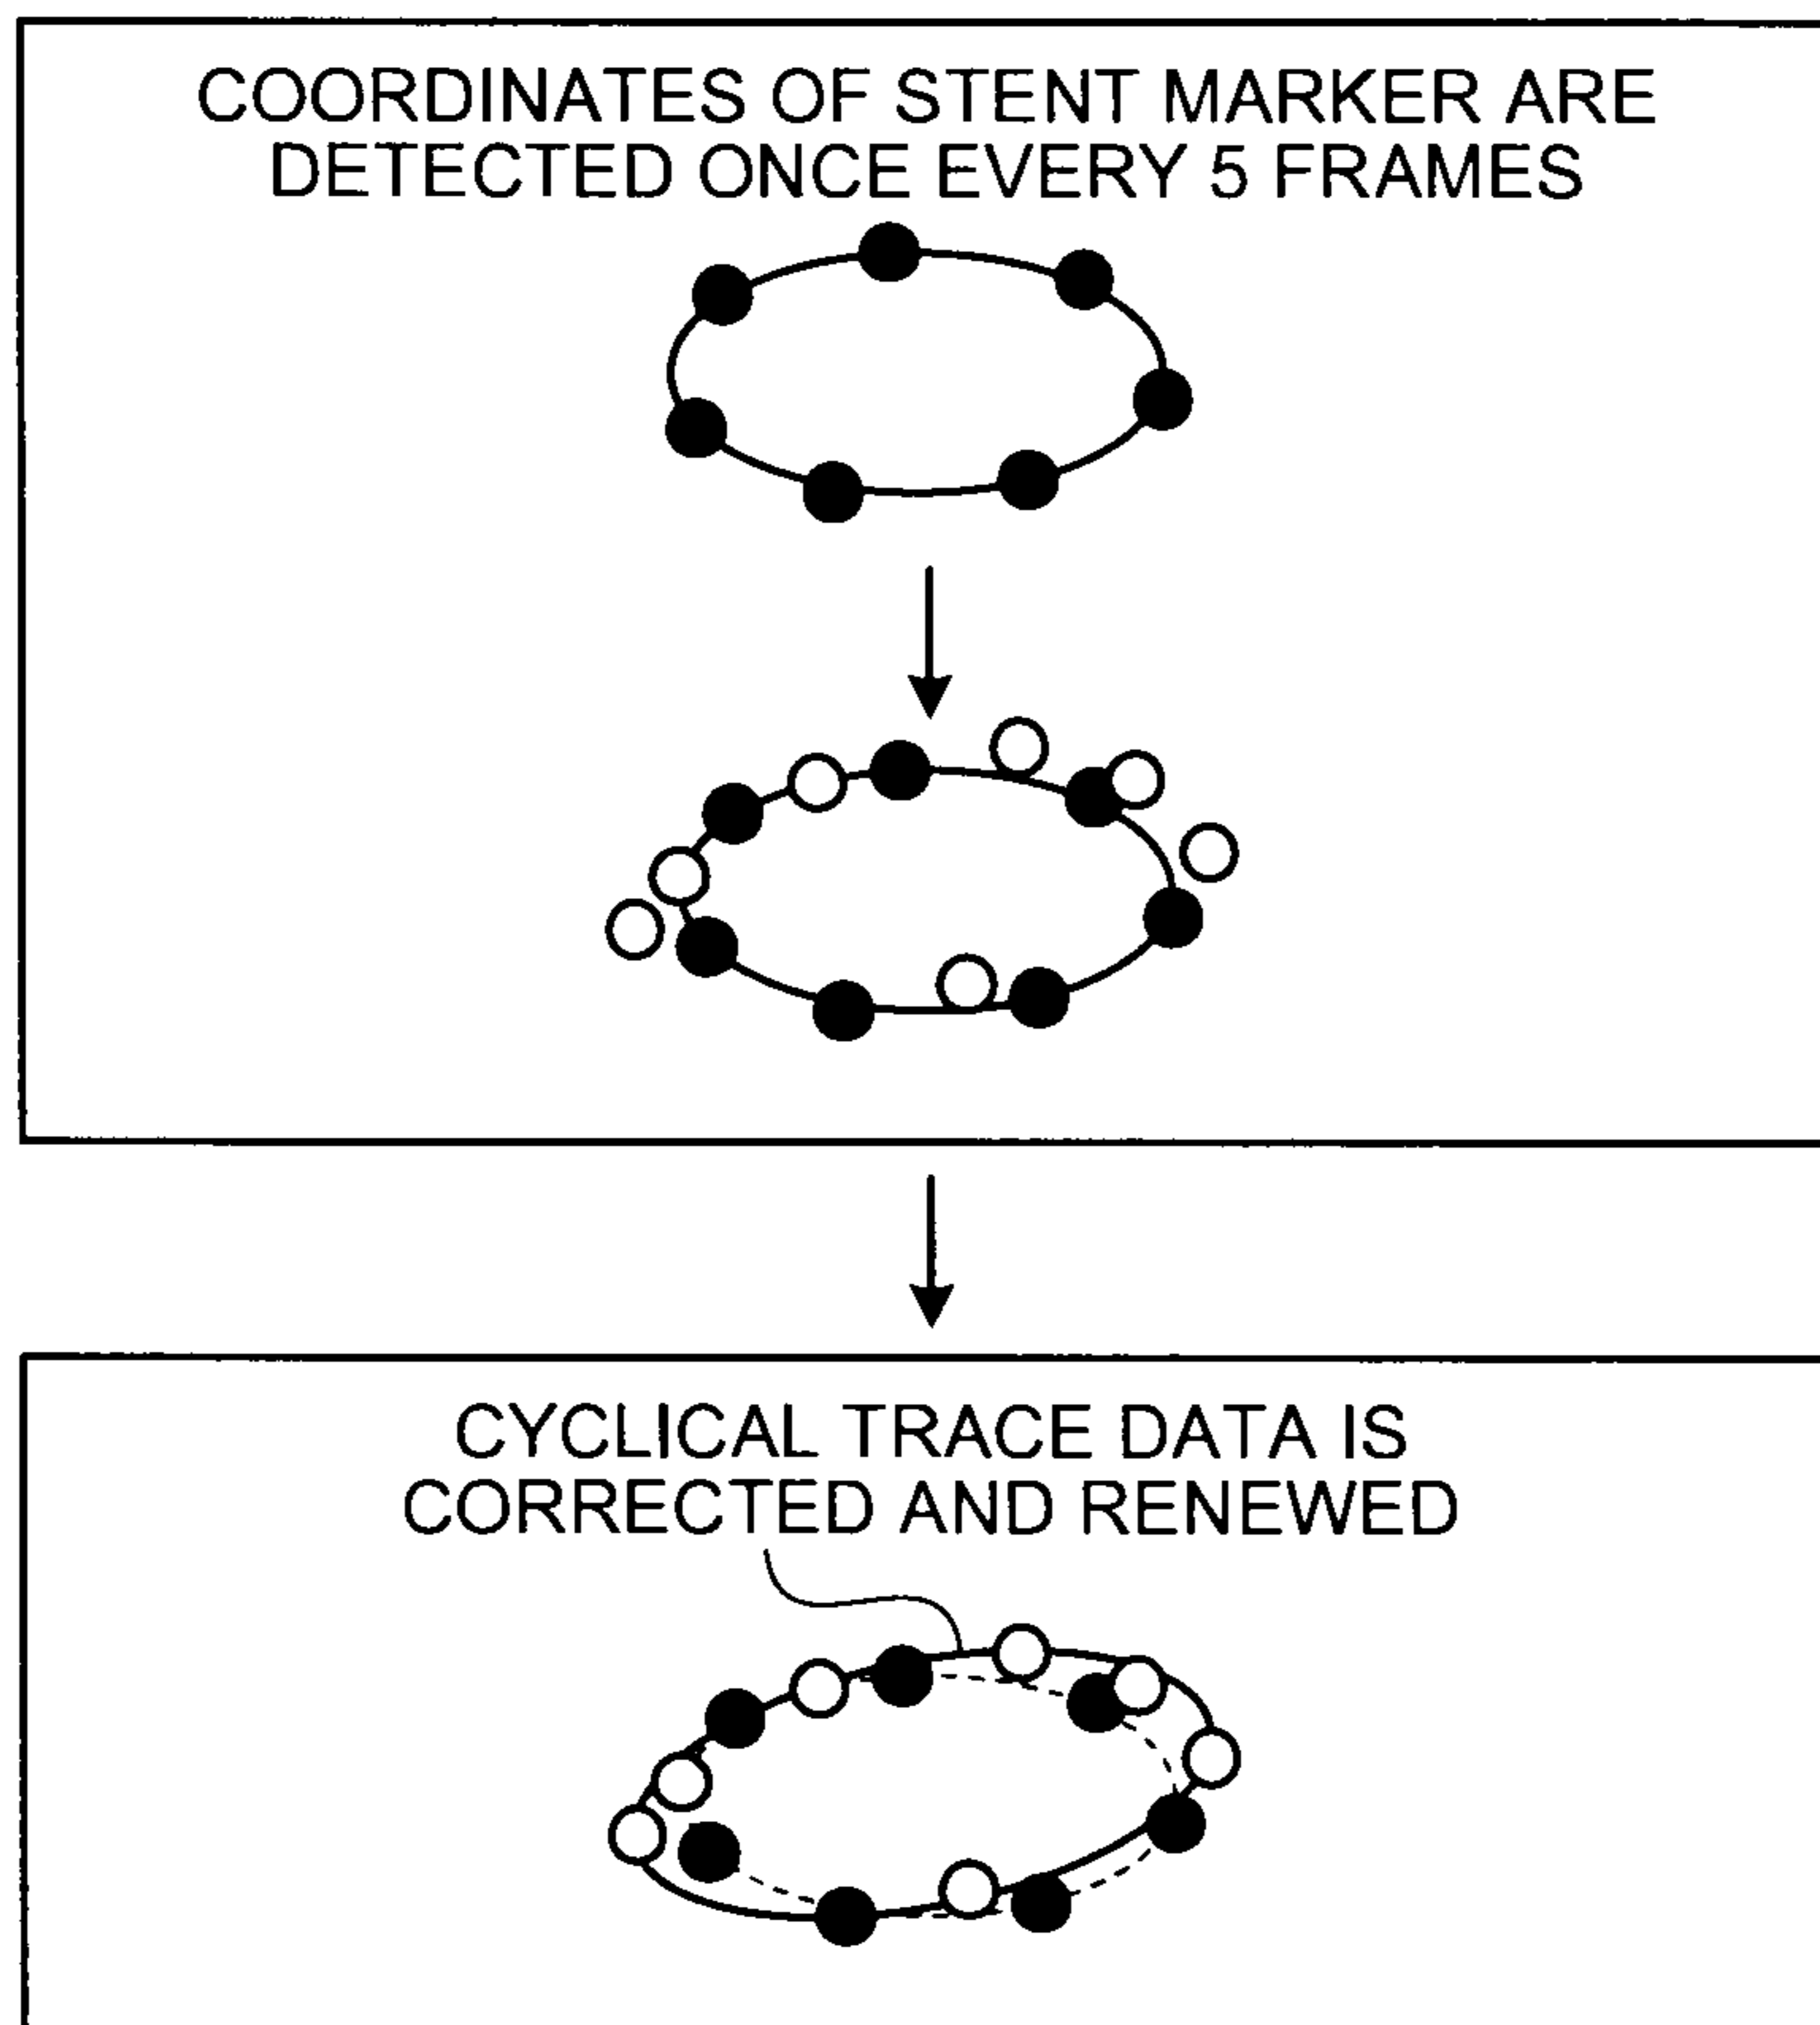 COORDINATES OF STENT MARKER ARE
DETECTED ONCE EVERY 5 FRAMES
CYCLICAL TRACE DATA IS
CORRECTED AND RENEWED